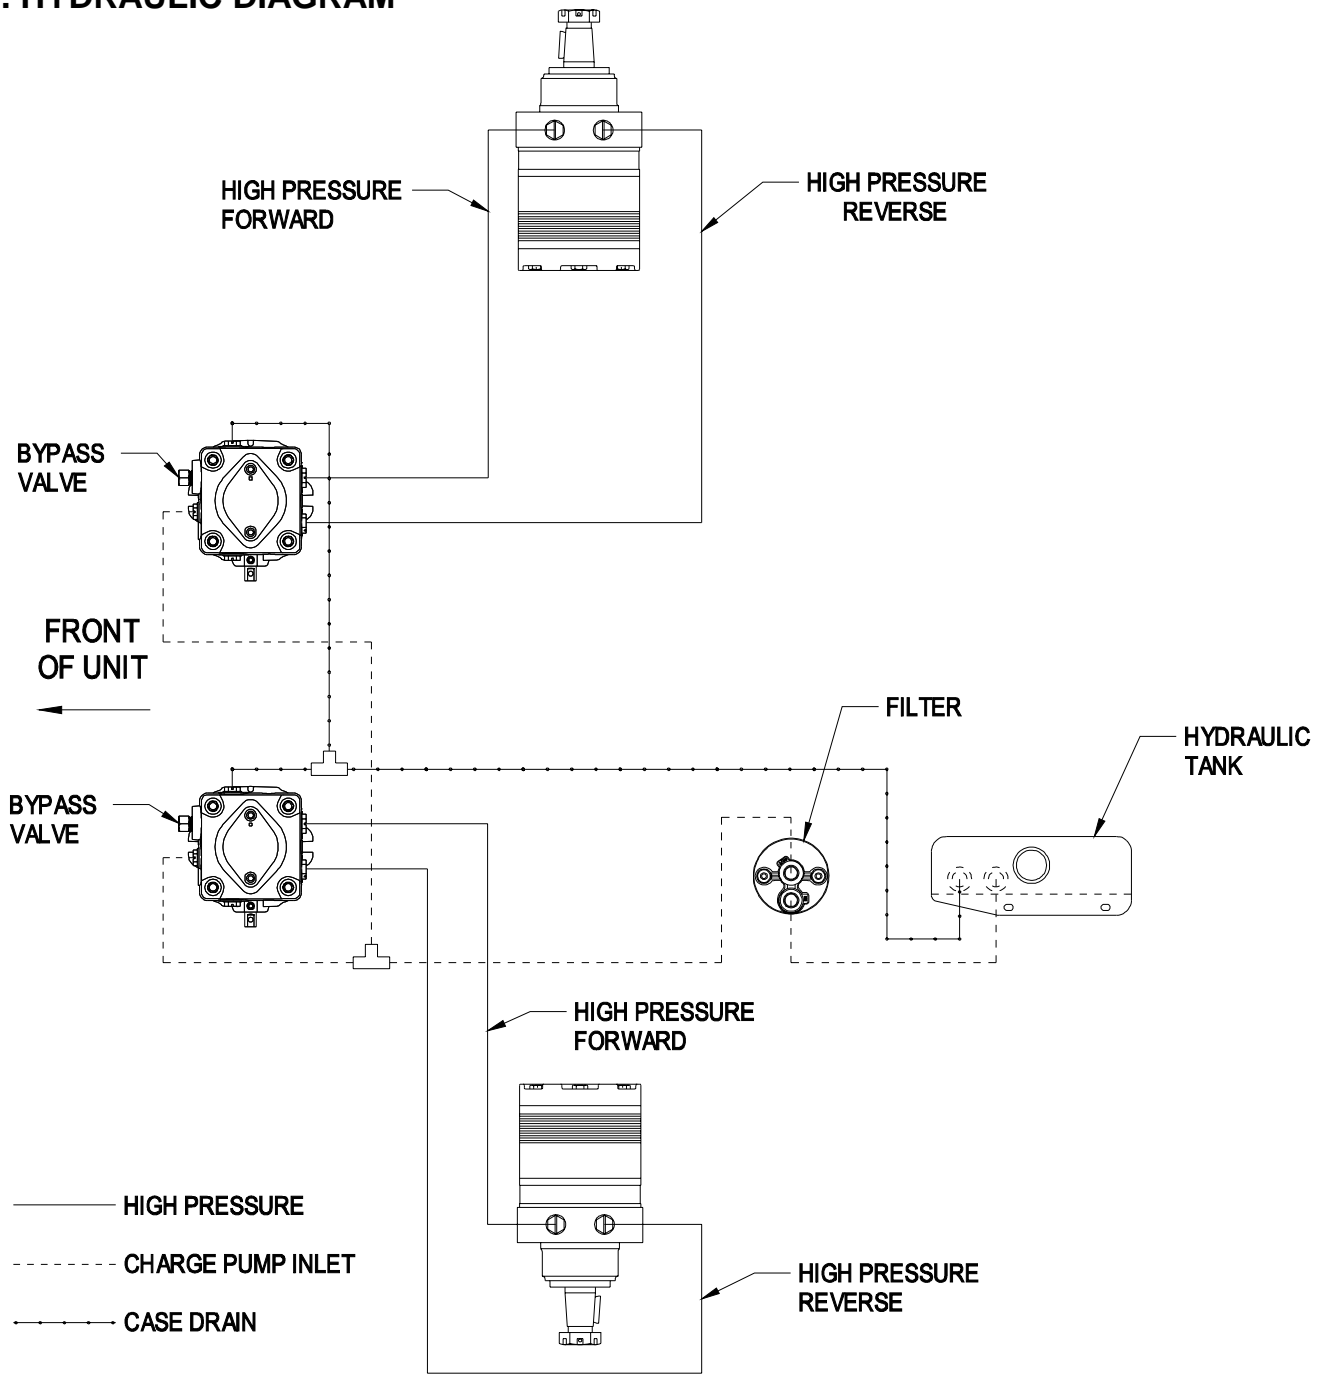 . HYDRAULIC DIAGRAM
HIGH PRESSURE
FORWARD
HIGH PRESSURE
REVERSE
BYPASS
VALVE
FRONT
OF UNIT
FILTER
HYDRAULIC
TANK
BYPASS
VALVE
HIGH PRESSURE
FORWARD
HIGH PRESSURE
CHARGE PUMP INLET
CASE DRAIN
HIGH PRESSURE
REVERSE